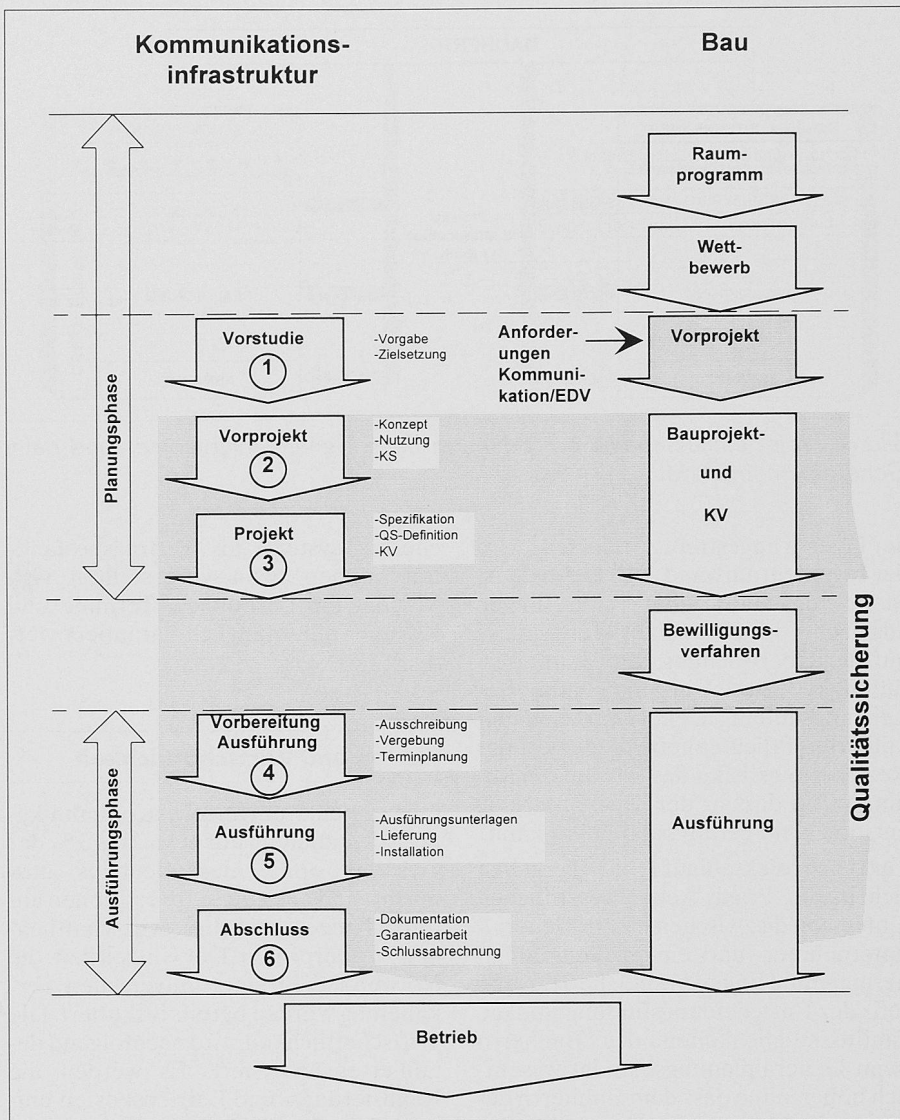 Kommunikations-
infrastruktur
Bau
Raum-
programm
Wett-
bewerb
Planungsphase
Vorstudie
1
-Vorgabe
-Zielsetzung
Anforder-
ungen
Kommuni-
kation/EDV
Vorprojekt
Vorprojekt
2
-Konzept
-Nutzung
-KS
Bauprojekt-
und
KV
Projekt
3
-Spezifikation
-QS-Definition
-KV
Bewilligungs-
verfahren
Qualitätssicherung
Ausführungsphase
Vorbereitung
Ausführung
4
-Ausschreibung
-Vergebung
-Terminplanung
Ausführung
5
-Ausführungsunterlagen
-Lieferung
-Installation
Ausführung
Abschluss
6
-Dokumentation
-Garantiearbeit
-Schlussabrechnung
Betrieb